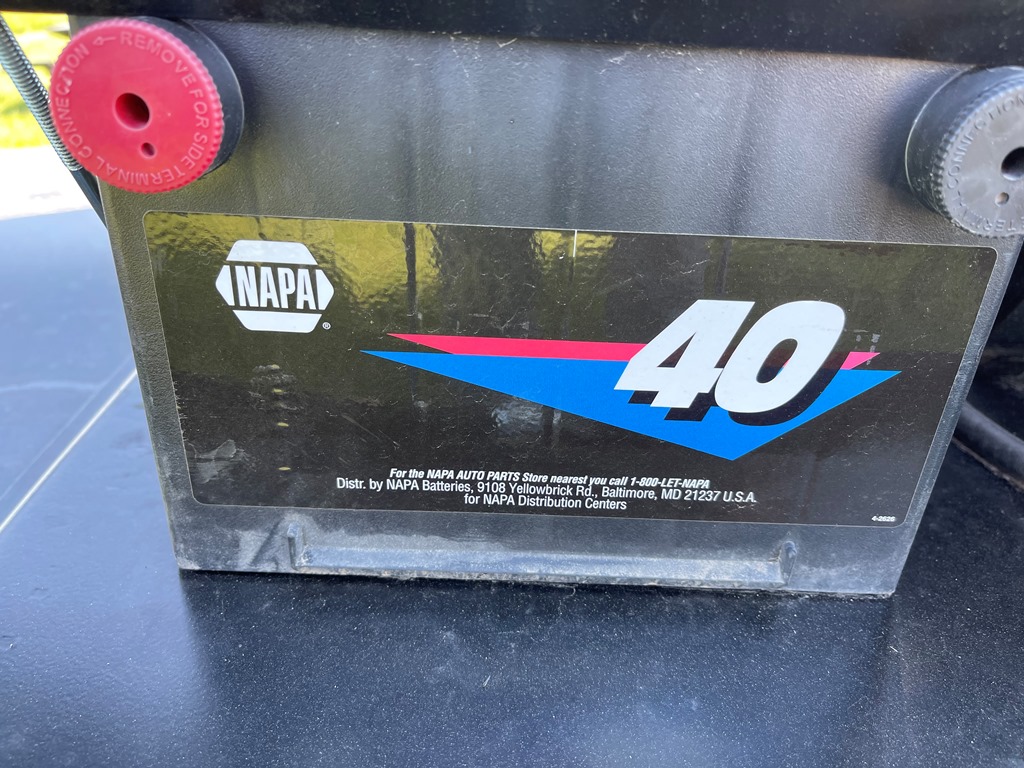 REMOVE FOR SIDE TERMINAL CONNECTION
CONNECTION
NAPA
®
40
For the NAPA AUTO PARTS Store nearest you call 1-800-LET-NAPA
Distr. by NAPA Batteries, 9108 Yellowbrick Rd., Baltimore, MD 21237 U.S.A.
for NAPA Distribution Centers